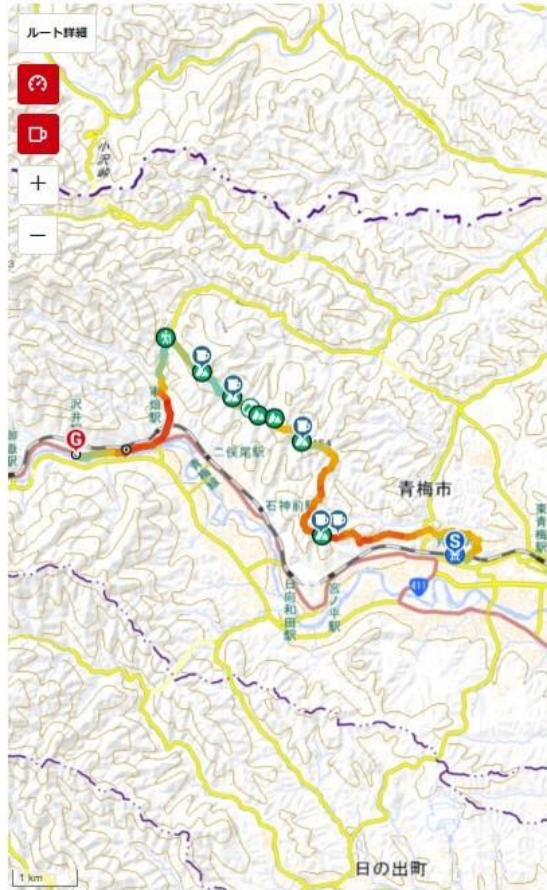 ルート詳細
+
−
小沢峠
沢井
G
軍畑駅
御嶽駅
二俣尾駅
石神前
青梅市
S
東青梅駅
411
日向和田駅
宮ノ平駅
日の出町
1 km